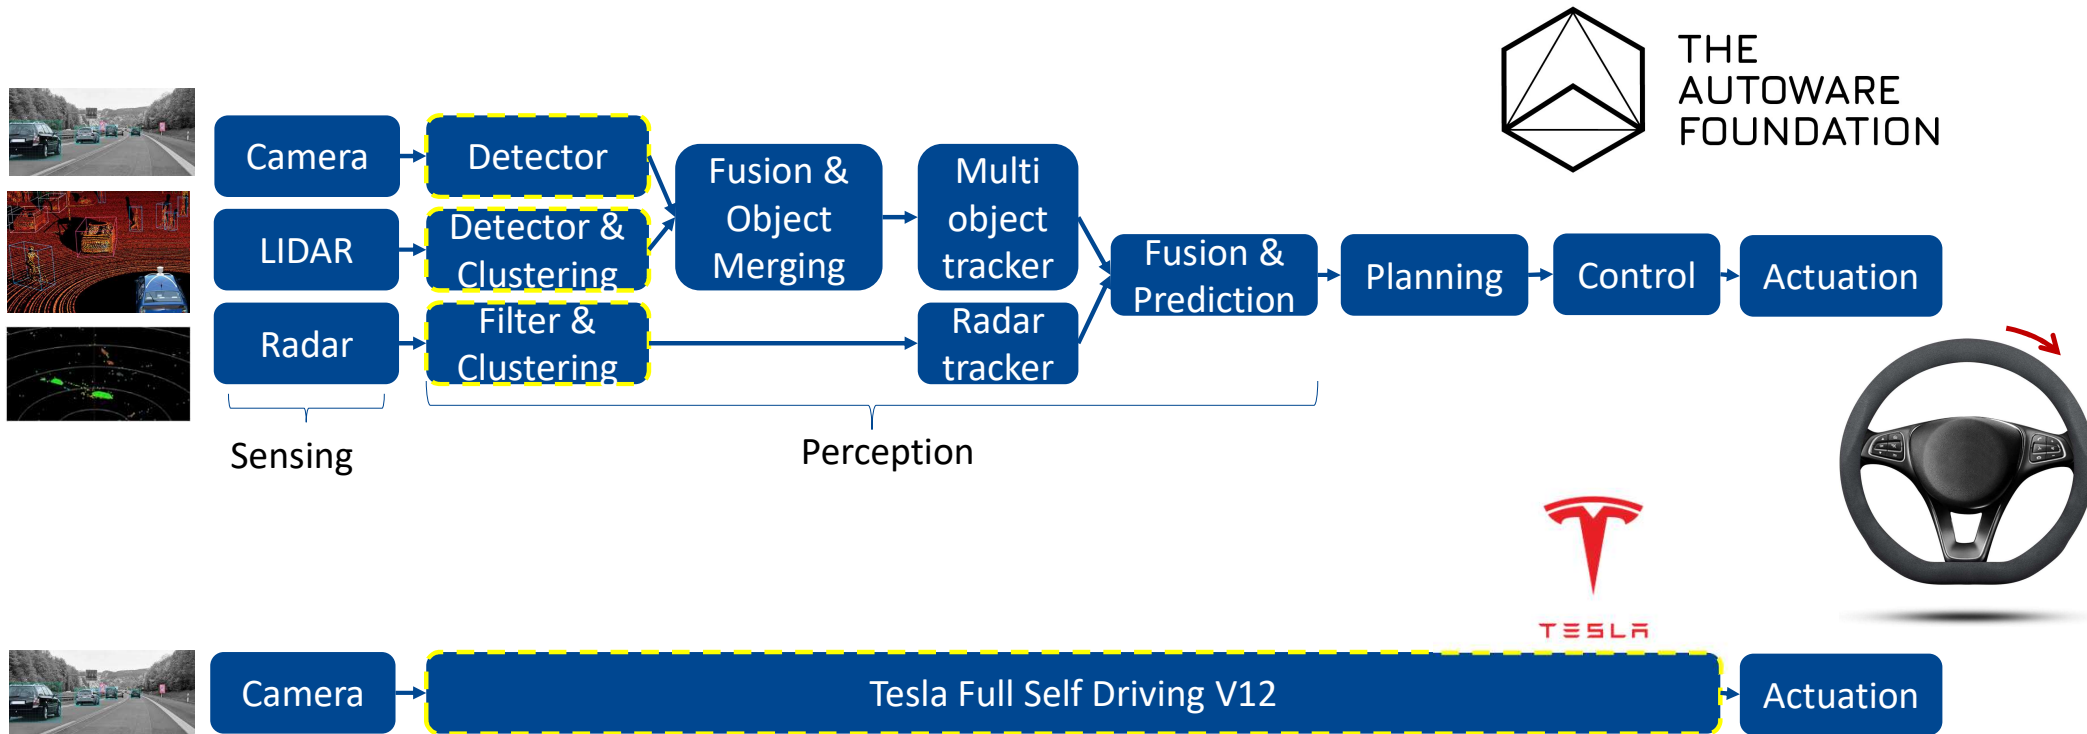 THE
AUTOWARE
FOUNDATION
Camera
Detector
Fusion &
Object
Merging
Multi
object
tracker
LIDAR
Detector &
Clustering
Fusion &
Prediction
Planning
Control
Actuation
Radar
Filter &
Clustering
Radar
tracker
Sensing
Perception
TESLA
Camera
Tesla Full Self Driving V12
Actuation